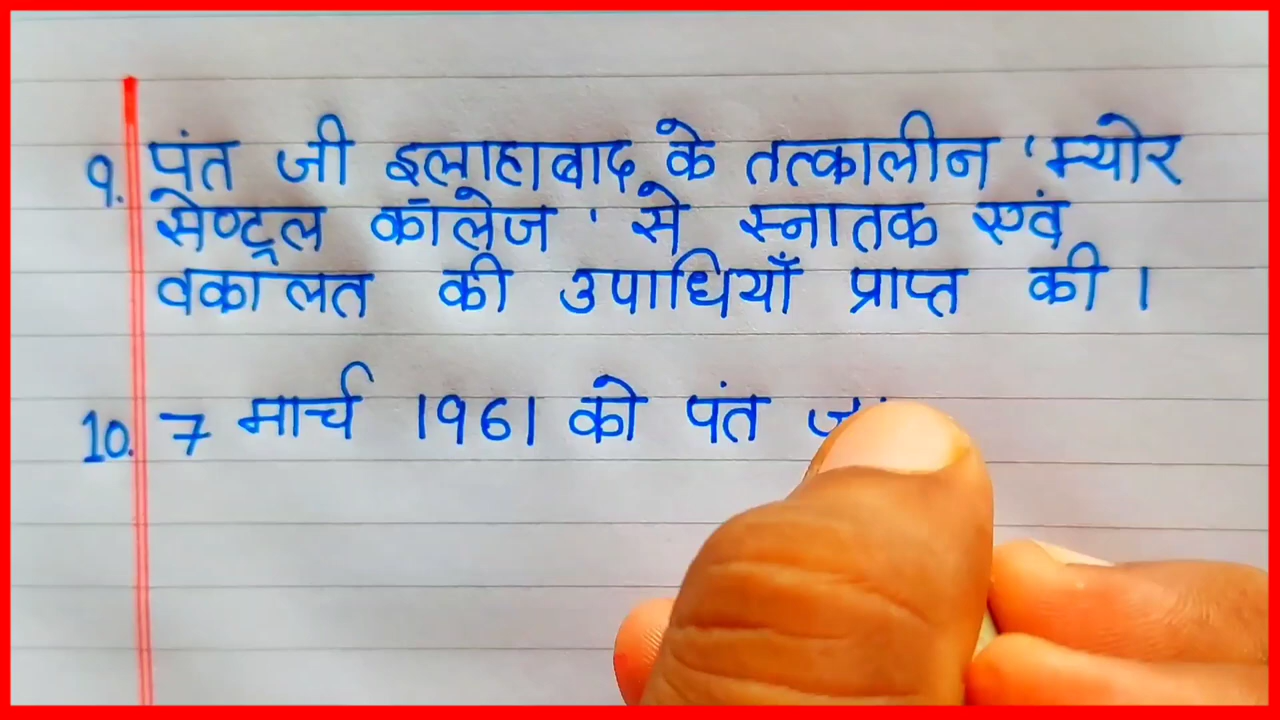 9. पंत जी इलाहाबाद के तत्कालीन 'म्योर
सेण्ट्रल कॉलेज' से स्नातक एवं
वकालत की उपाधियाँ प्राप्त की।
10. 7 मार्च 1961 को पंत